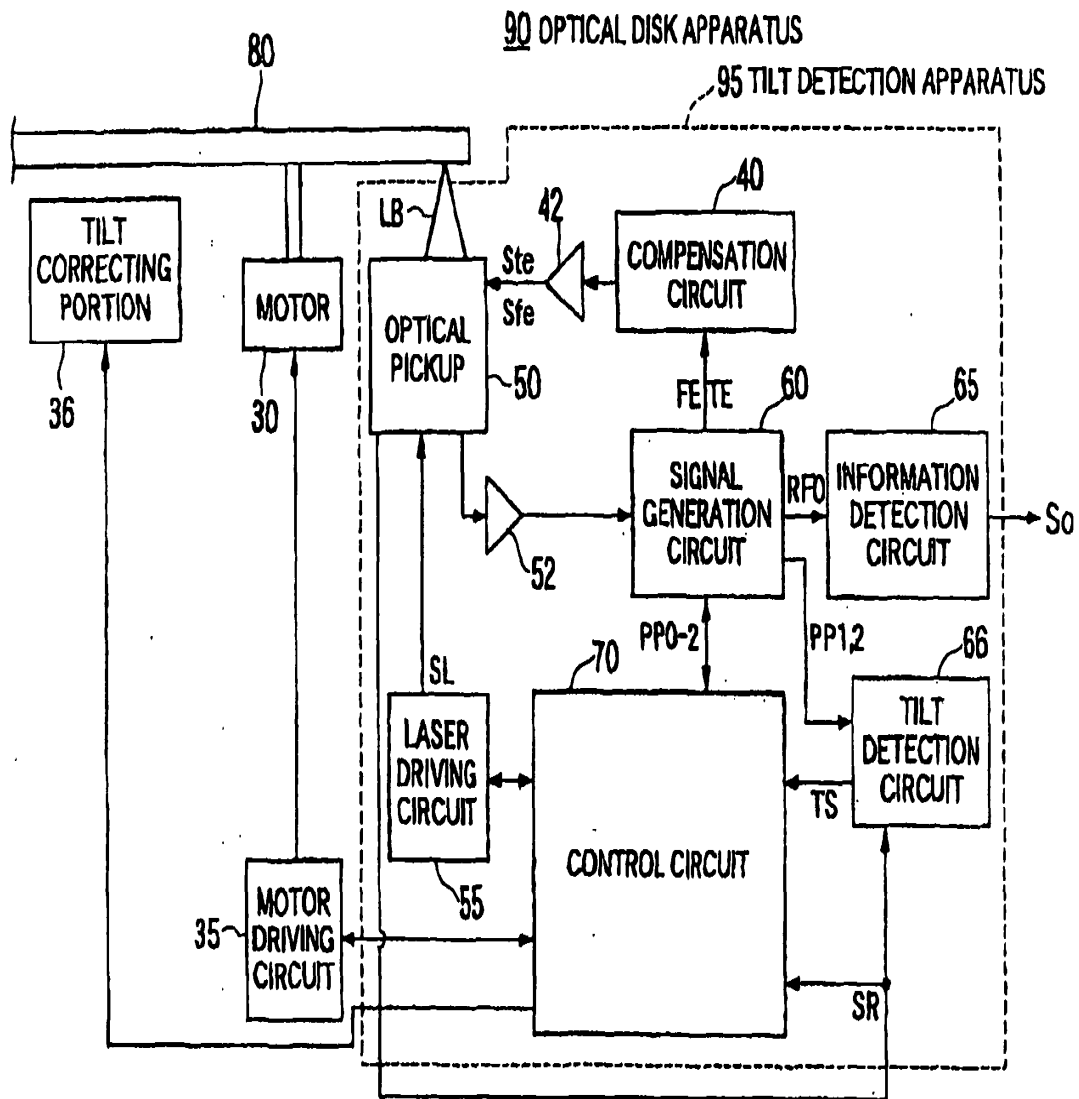 90 OPTICAL DISK APPARATUS
80
95 TILT DETECTION APPARATUS
TILT
CORRECTING
PORTION
36
MOTOR
30
LB
OPTICAL
PICKUP
50
Ste
Sfe
42
40
COMPENSATION
CIRCUIT
FE TE
60
SIGNAL
GENERATION
CIRCUIT
52
RFO
65
INFORMATION
DETECTION
CIRCUIT
So
PP0-2
PP1,2
66
TILT
DETECTION
CIRCUIT
TS
SL
70
LASER
DRIVING
CIRCUIT
55
CONTROL CIRCUIT
35
MOTOR
DRIVING
CIRCUIT
SR